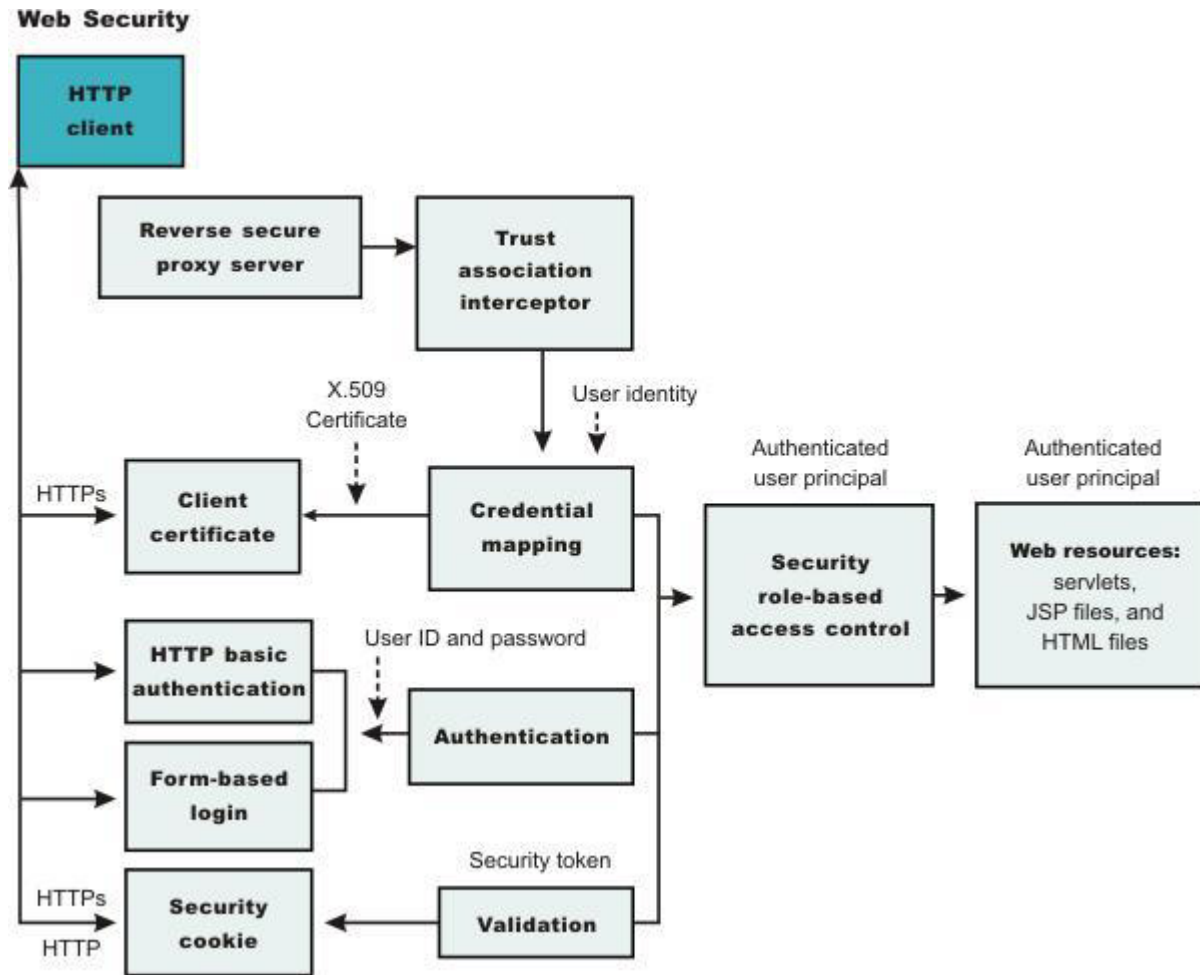 Web Security
HTTP
client
Reverse secure
proxy server
Trust
association
interceptor
X.509
Certificate
User identity
HTTPs
Client
certificate
Credential
mapping
Authenticated
user principal
Authenticated
user principal
Security
role-based
access control
Web resources:
servlets,
JSP files, and
HTML files
HTTP basic
authentication
User ID and password
Authentication
Form-based
login
Security token
HTTPs
HTTP
Security
cookie
Validation